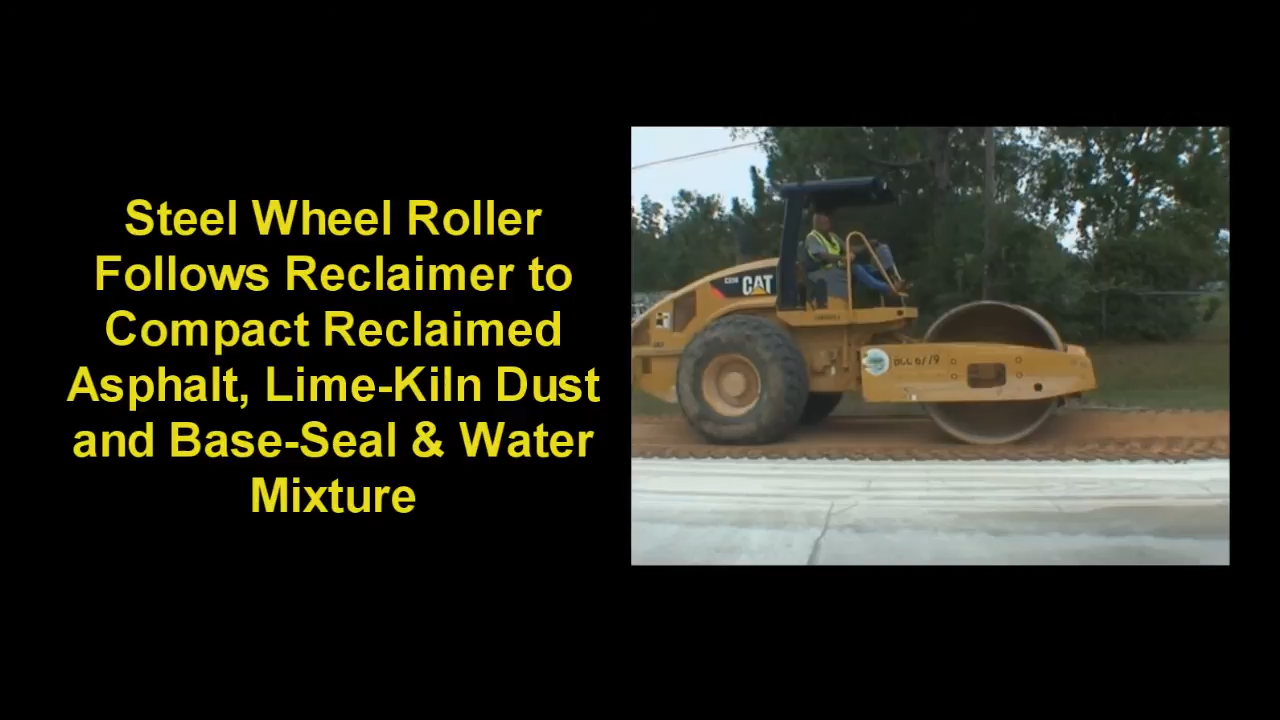 Steel Wheel Roller
Follows Reclaimer to
Compact Reclaimed
Asphalt, Lime-Kiln Dust
and Base-Seal & Water
Mixture
CAT